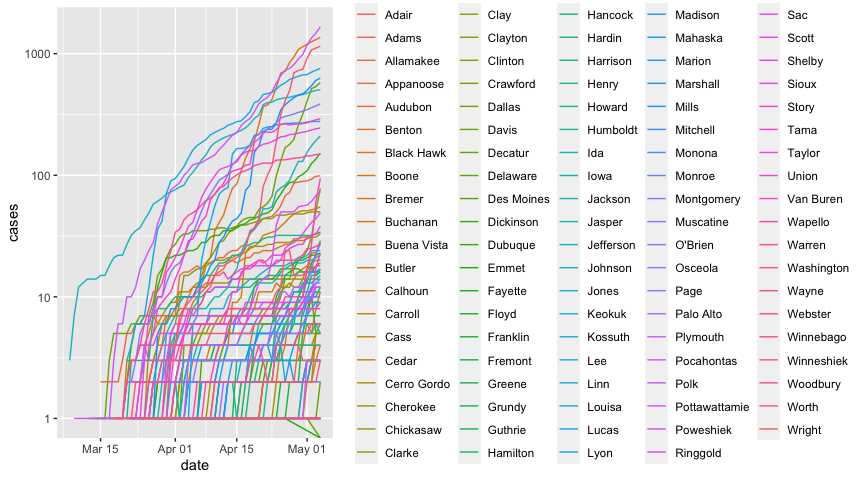 1000
100
10
1
cases
Mar 15
Apr 01
Apr 15
May 01
date
Adair
Adams
Allamakee
Appanoose
Audubon
Benton
Black Hawk
Boone
Bremer
Buchanan
Buena Vista
Butler
Calhoun
Carroll
Cass
Cedar
Cerro Gordo
Cherokee
Chickasaw
Clarke
Clay
Clayton
Clinton
Crawford
Dallas
Davis
Decatur
Delaware
Des Moines
Dickinson
Dubuque
Emmet
Fayette
Floyd
Franklin
Fremont
Greene
Grundy
Guthrie
Hamilton
Hancock
Hardin
Harrison
Henry
Howard
Humboldt
Ida
Iowa
Jackson
Jasper
Jefferson
Johnson
Jones
Keokuk
Kossuth
Lee
Linn
Louisa
Lucas
Lyon
Madison
Mahaska
Marion
Marshall
Mills
Mitchell
Monona
Monroe
Montgomery
Muscatine
O'Brien
Osceola
Page
Palo Alto
Plymouth
Pocahontas
Polk
Pottawattamie
Poweshiek
Ringgold
Sac
Scott
Shelby
Sioux
Story
Tama
Taylor
Union
Van Buren
Wapello
Warren
Washington
Wayne
Webster
Winnebago
Winneshiek
Woodbury
Worth
Wright